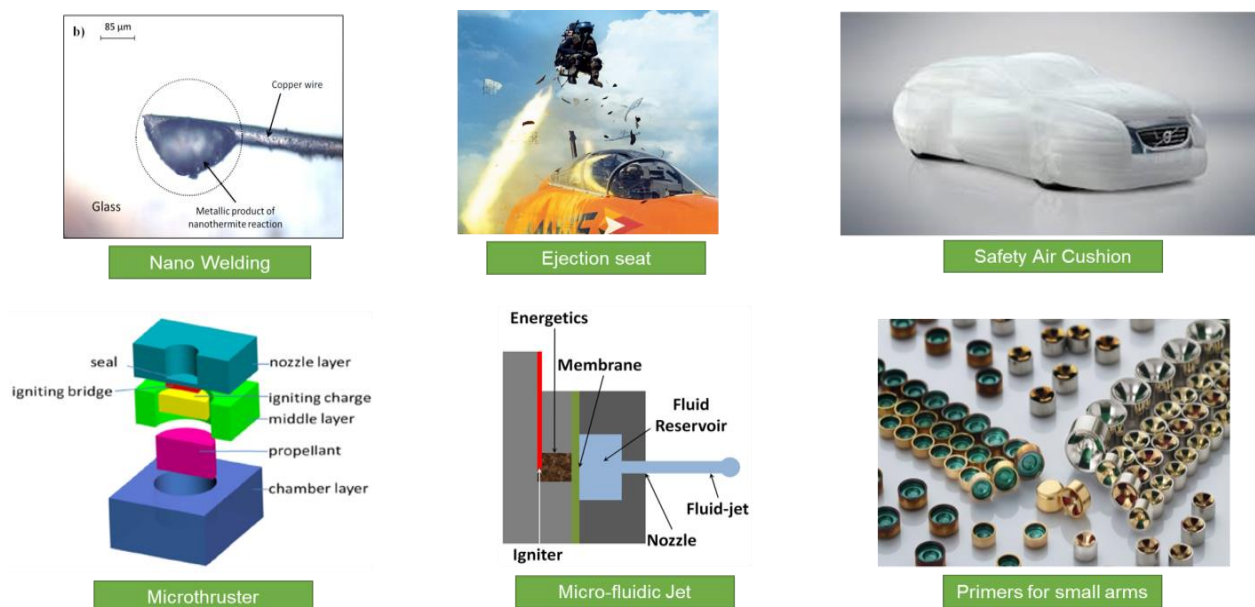 b)
85 µm
Copper wire
Glass
Metallic product of
nanothermite reaction
Nano Welding
Ejection seat
Safety Air Cushion
seal
nozzle layer
igniting bridge
igniting charge
middle layer
propellant
chamber layer
Microthruster
Energetics
Membrane
Fluid
Reservoir
Fluid-jet
Nozzle
Igniter
Micro-fluidic Jet
Primers for small arms